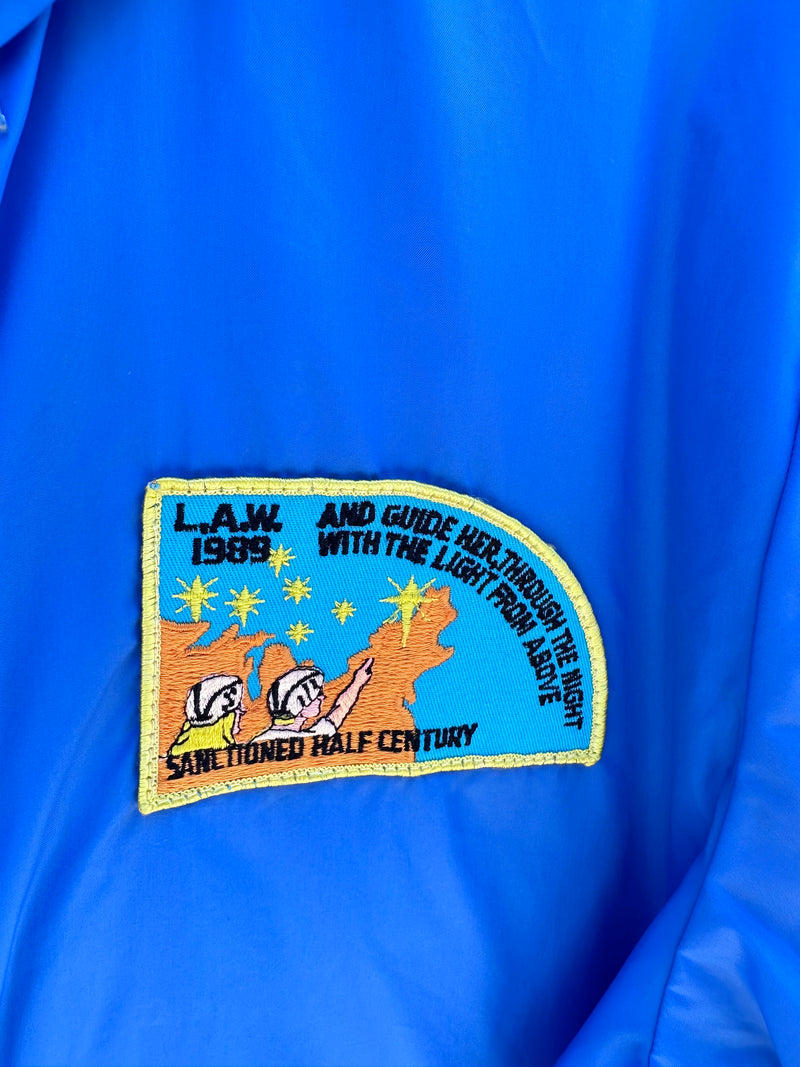 L.A.W.
1989
AND GUIDE HER, THROUGH THE NIGHT
WITH THE LIGHT FROM ABOVE
SANCTIONED HALF CENTURY